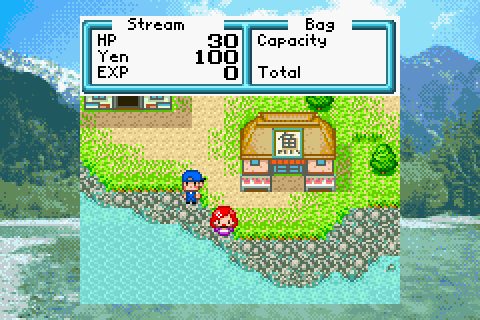 Stream
HP 30
Yen 100
EXP 0
Bag
Capacity
Total
魚